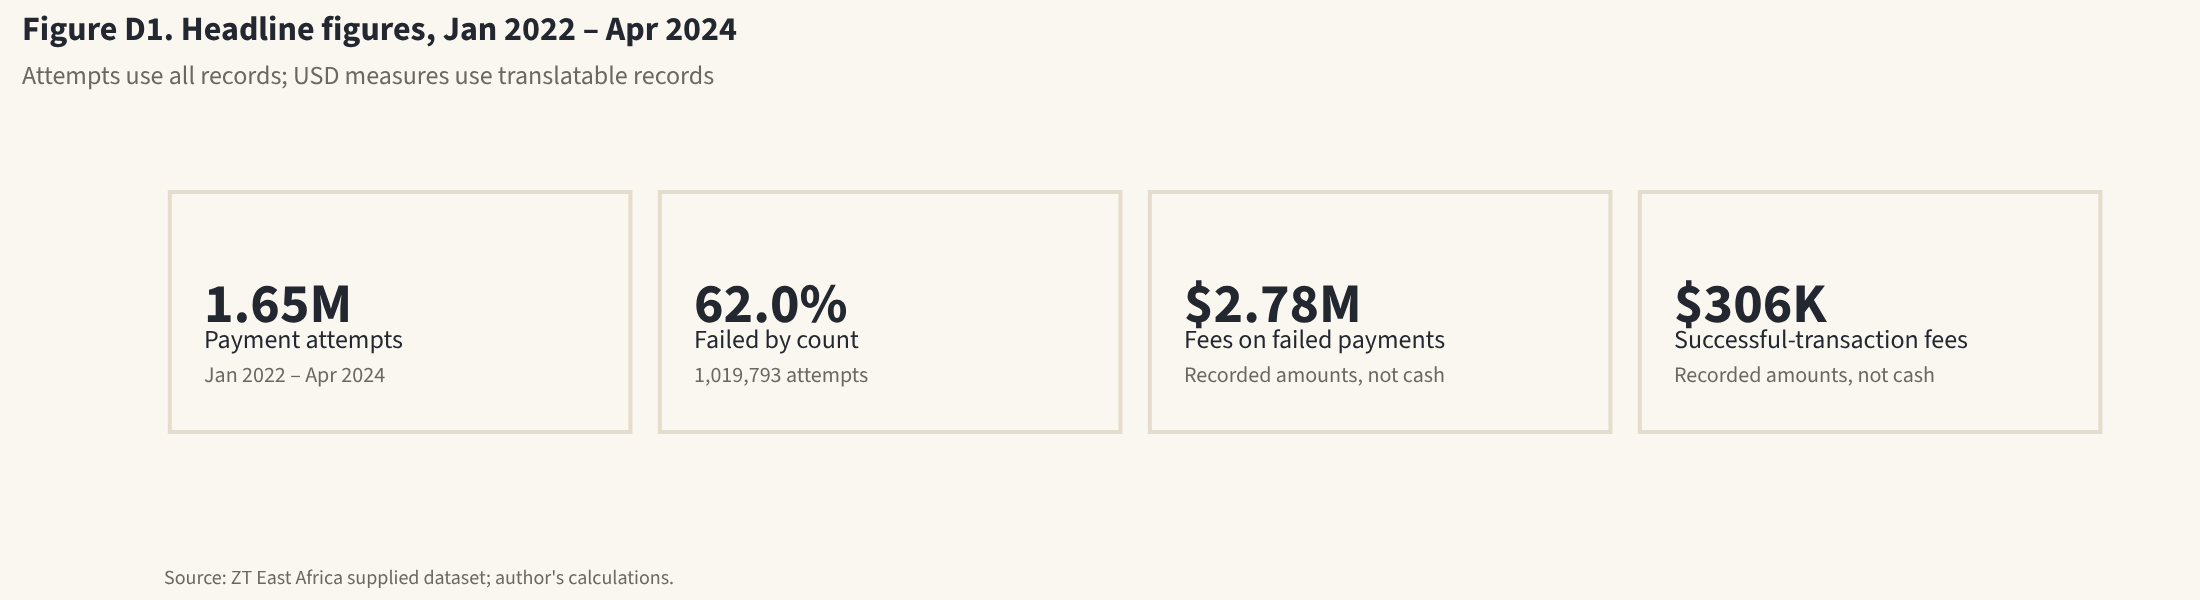 Figure D1. Headline figures, Jan 2022 – Apr 2024
Attempts use all records; USD measures use translatable records
1.65M
Payment attempts
Jan 2022 – Apr 2024
62.0%
Failed by count
1,019,793 attempts
$2.78M
Fees on failed payments
Recorded amounts, not cash
$306K
Successful-transaction fees
Recorded amounts, not cash
Source: ZT East Africa supplied dataset; author's calculations.